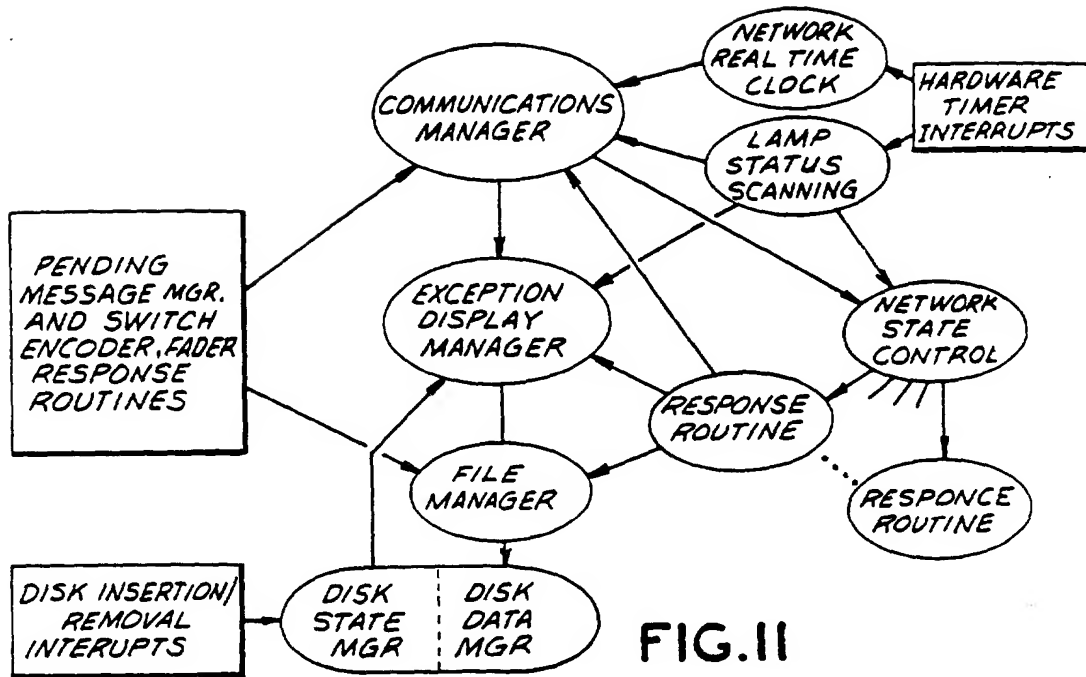 NETWORK
REAL TIME
CLOCK
HARDWARE
TIMER
INTERRUPTS
COMMUNICATIONS
MANAGER
LAMP
STATUS
SCANNING
PENDING
MESSAGE MGR.
AND SWITCH
ENCODER, FADER
RESPONSE
ROUTINES
EXCEPTION
DISPLAY
MANAGER
NETWORK
STATE
CONTROL
RESPONSE
ROUTINE
FILE
MANAGER
RESPONCE
ROUTINE
DISK INSERTION/
REMOVAL
INTERUPTS
DISK
STATE
MGR
DISK
DATA
MGR
FIG.11